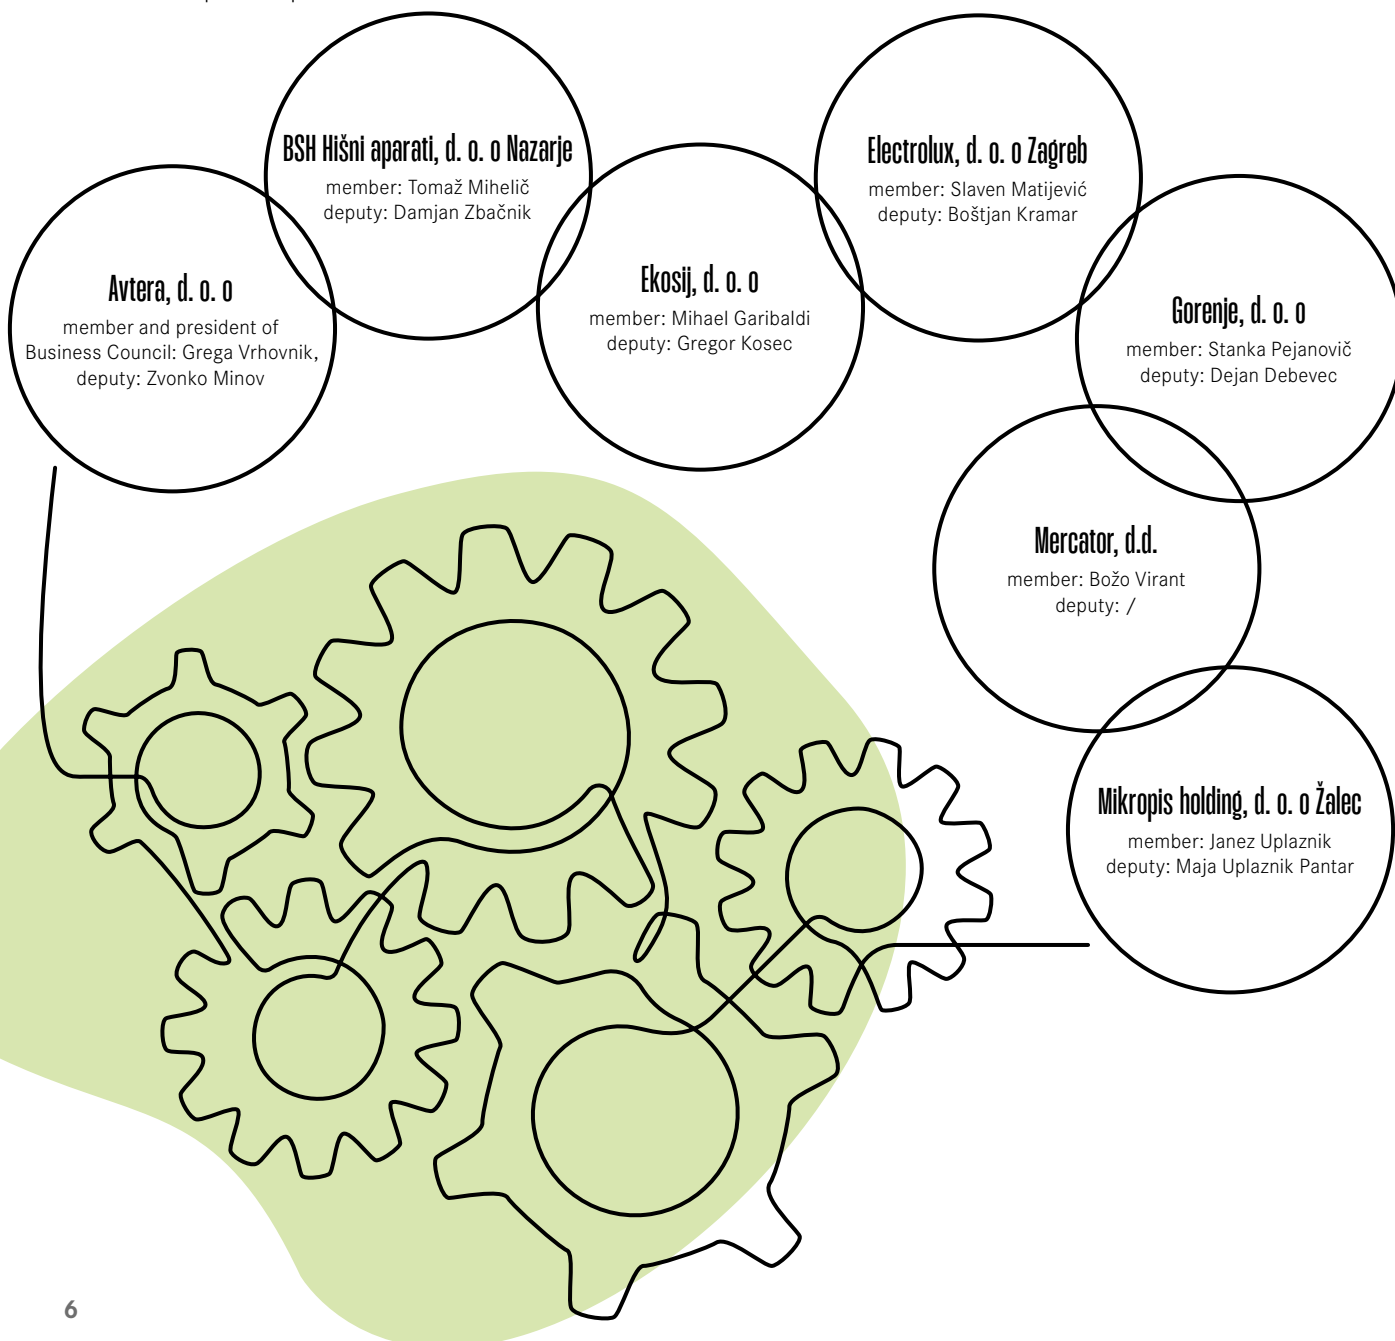 BSH Hišni aparati, d. o. o Nazarje
member: Tomaž Mihelič
deputy: Damjan Zbačnik
Electrolux, d. o. o Zagreb
member: Slaven Matijević
deputy: Boštjan Kramar
Avtera, d. o. o
member and president of
Business Council: Grega Vrhovnik,
deputy: Zvonko Minov
Ekosij, d. o. o
member: Mihael Garibaldi
deputy: Gregor Kosec
Gorenje, d. o. o
member: Stanka Pejanovič
deputy: Dejan Debevec
Mercator, d.d.
member: Božo Virant
deputy: /
Mikropis holding, d. o. o Žalec
member: Janez Uplaznik
deputy: Maja Uplaznik Pantar
6